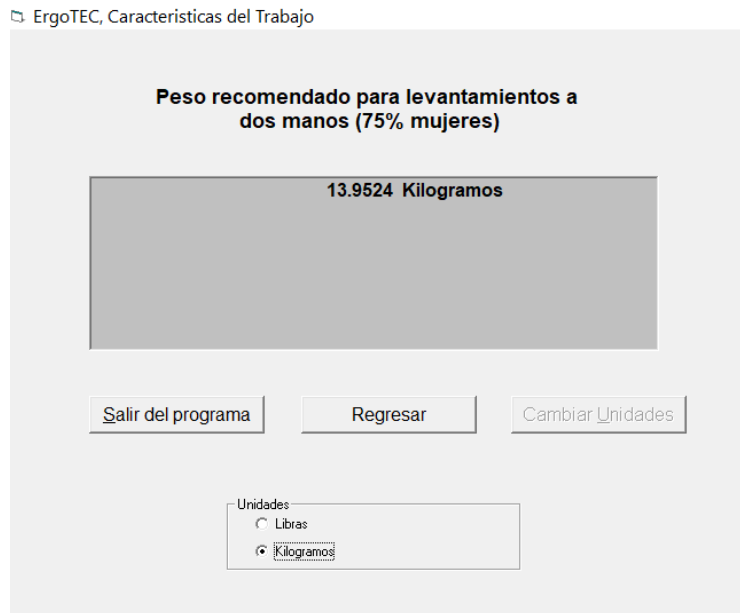 ErgoTEC, Caracteristicas del Trabajo
Peso recomendado para levantamientos a
dos manos (75% mujeres)
13.9524 Kilogramos
Salir del programa
Regresar
Cambiar Unidades
Unidades
Libras
Kilogramos